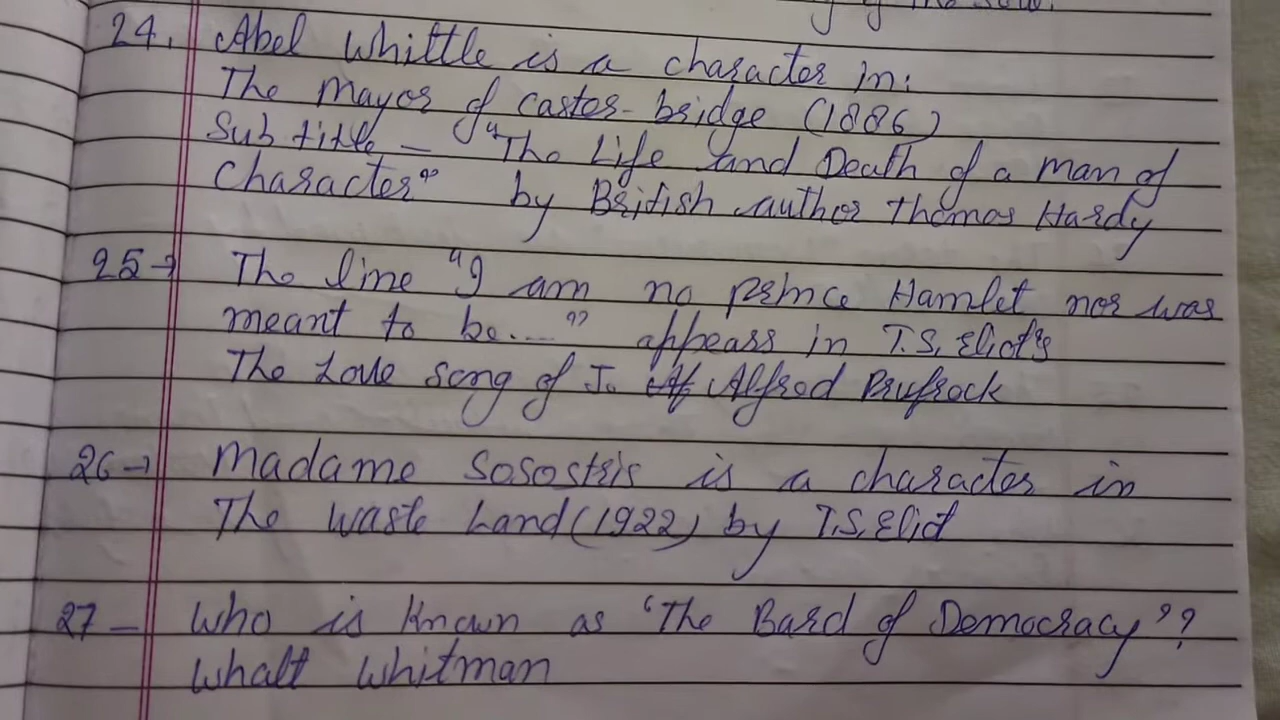 24. Abel Whittle is a character in:
The Mayor of Caster-bridge (1886)
Sub title - "The Life and Death of a Man of
Character" by British author Thomas Hardy
25→ The line "I am no prince Hamlet nor was
meant to be...." appears in T.S. Eliot's
The Love song of J. Af Alfred Prufrock
26→ Madame Sosostris is a character in
The Waste Land (1922) by T.S. Eliot
27- Who is known as 'The Bard of Democracy'?
Whalt Whitman